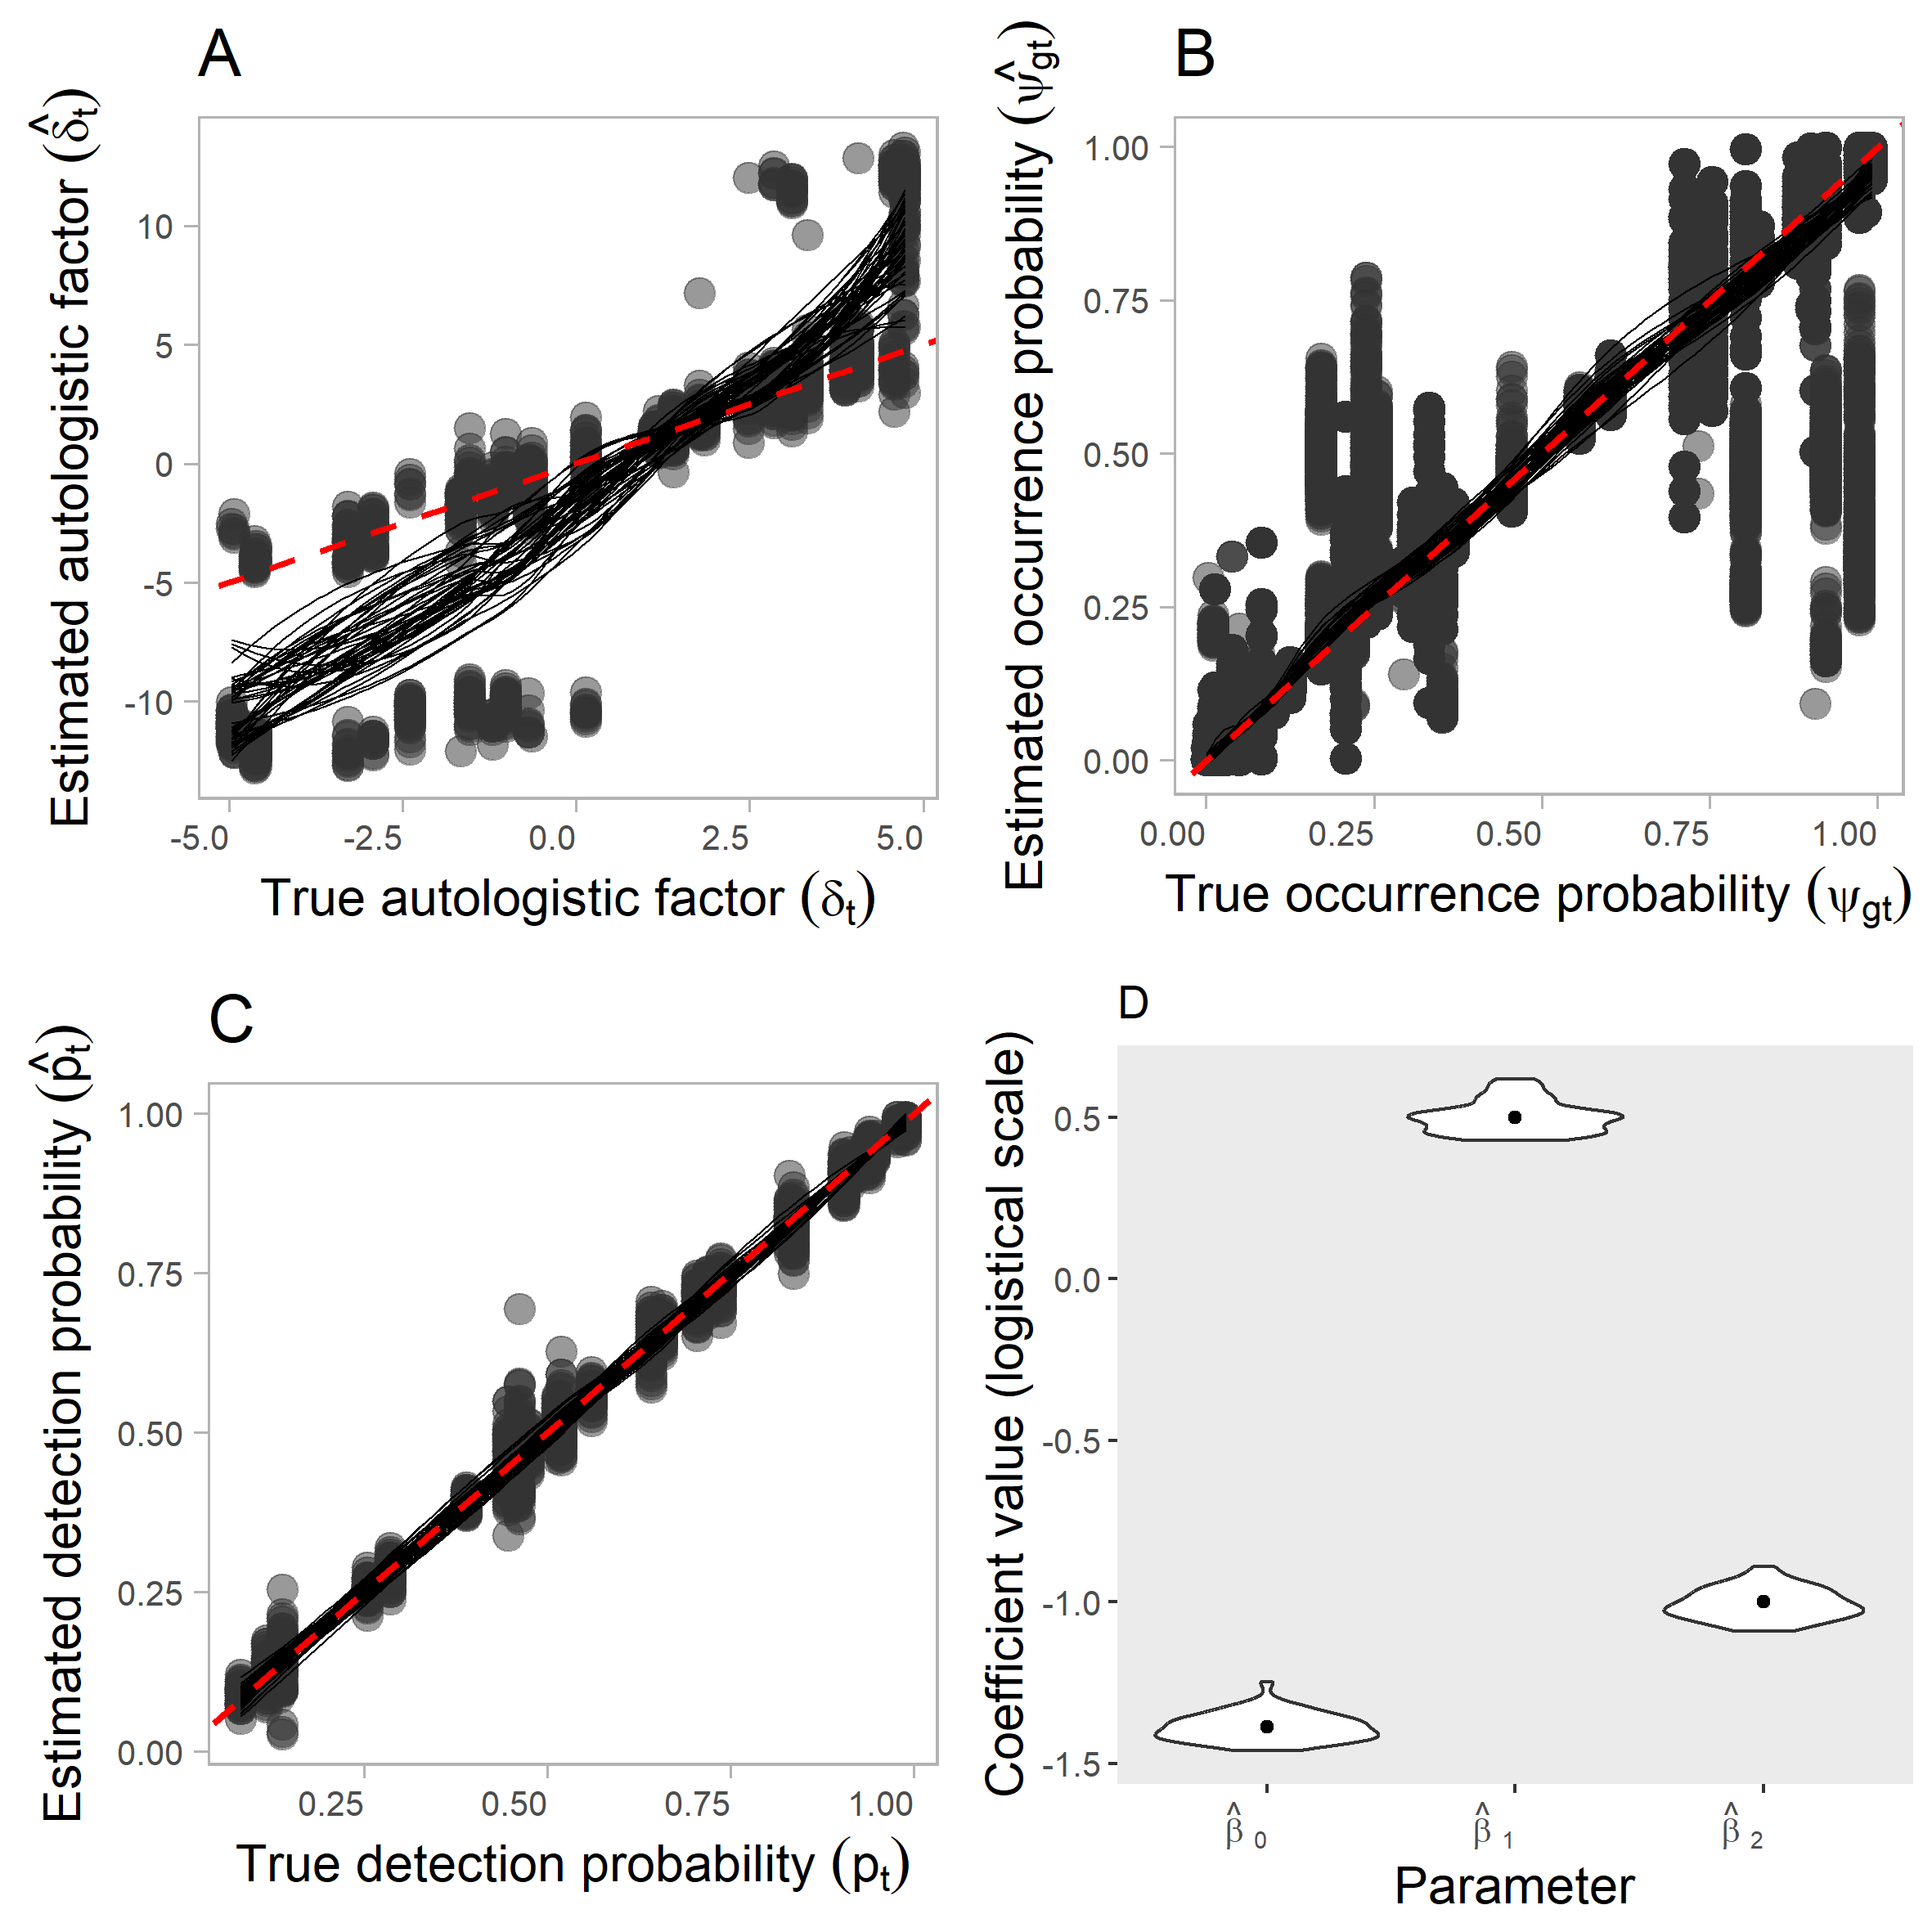 A
Estimated autologistic factor (δ̂t)
10
5
0
-5
-10
-5.0 -2.5 0.0 2.5 5.0
True autologistic factor (δt)
B
Estimated occurrence probability (ψ̂gt)
1.00
0.75
0.50
0.25
0.00
0.00 0.25 0.50 0.75 1.00
True occurrence probability (ψgt)
C
Estimated detection probability (p̂t)
1.00
0.75
0.50
0.25
0.00
0.25 0.50 0.75 1.00
True detection probability (pt)
D
Coefficient value (logistical scale)
0.5
0.0
-0.5
-1.0
-1.5
β̂ 0 β̂ 1 β̂ 2
Parameter